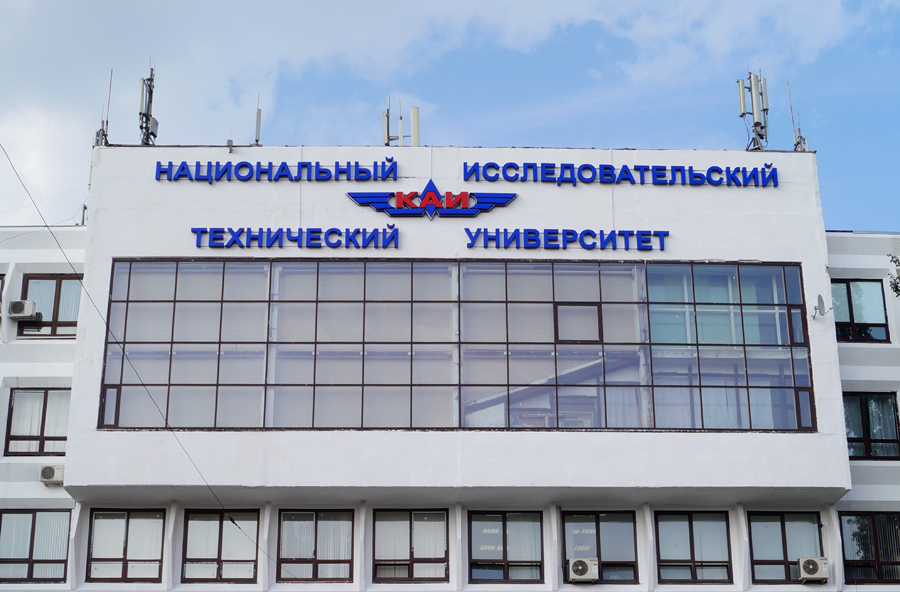 НАЦИОНАЛЬНЫЙ ИССЛЕДОВАТЕЛЬСКИЙ
КАИ
ТЕХНИЧЕСКИЙ УНИВЕРСИТЕТ